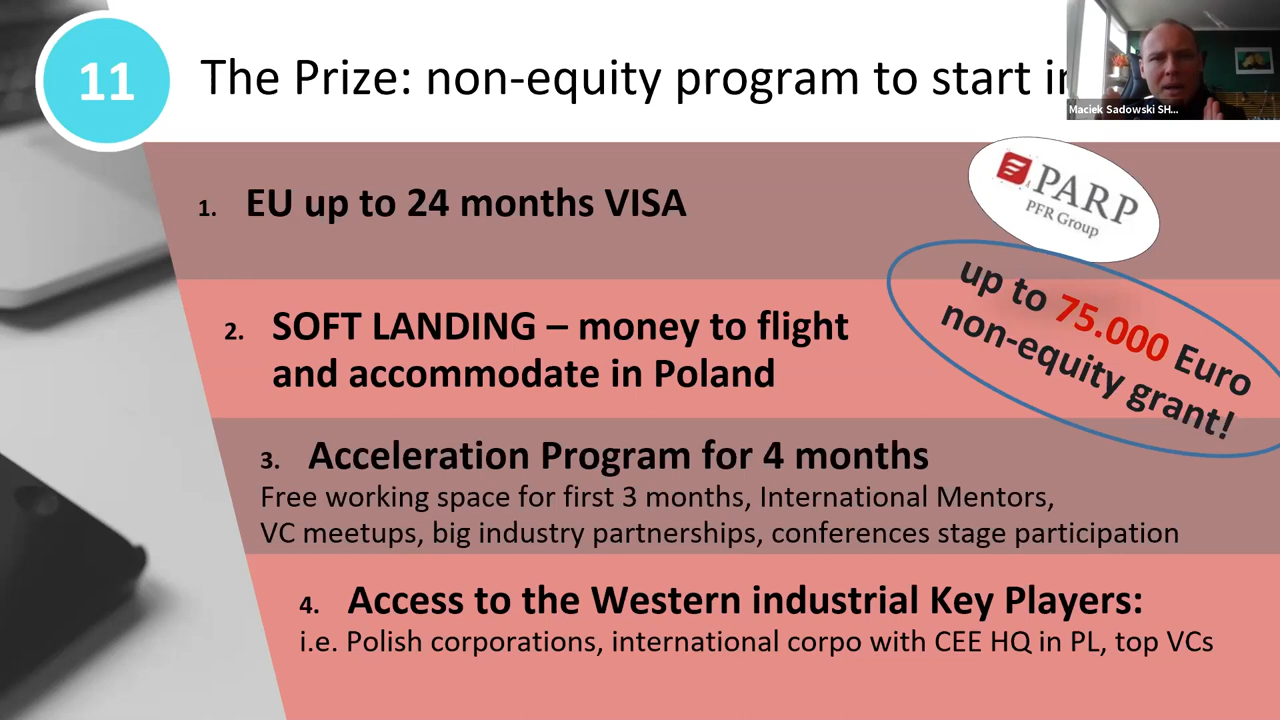 11
The Prize: non-equity program to start in
Maciek Sadowski SH...
PARP
PFR Group
1. EU up to 24 months VISA
up to 75.000 Euro
non-equity grant!
2. SOFT LANDING – money to flight
and accommodate in Poland
3. Acceleration Program for 4 months
Free working space for first 3 months, International Mentors,
VC meetups, big industry partnerships, conferences stage participation
4. Access to the Western industrial Key Players:
i.e. Polish corporations, international corpo with CEE HQ in PL, top VCs